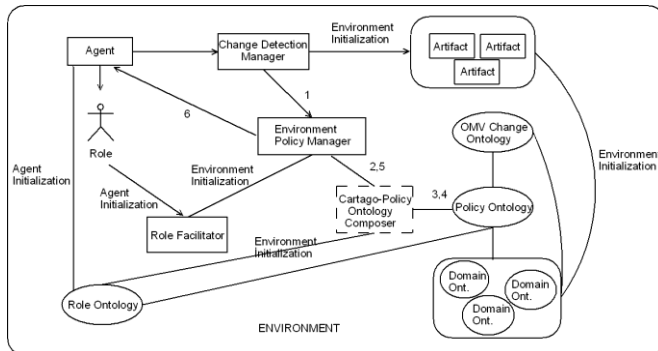 Agent
Change Detection
Manager
Environment
Initialization
Artifact
Artifact
Artifact
1
6
Environment
Policy Manager
OMV Change
Ontology
Environment
Initialization
Role
Agent
Initialization
Environment
Initialization
2,5
Agent
Initialization
Cartago-Policy
Ontology
Composer
3,4
Policy Ontology
Role Facilitator
Environment
Initialization
Domain
Ont.
Domain
Ont.
Domain
Ont.
Role Ontology
ENVIRONMENT